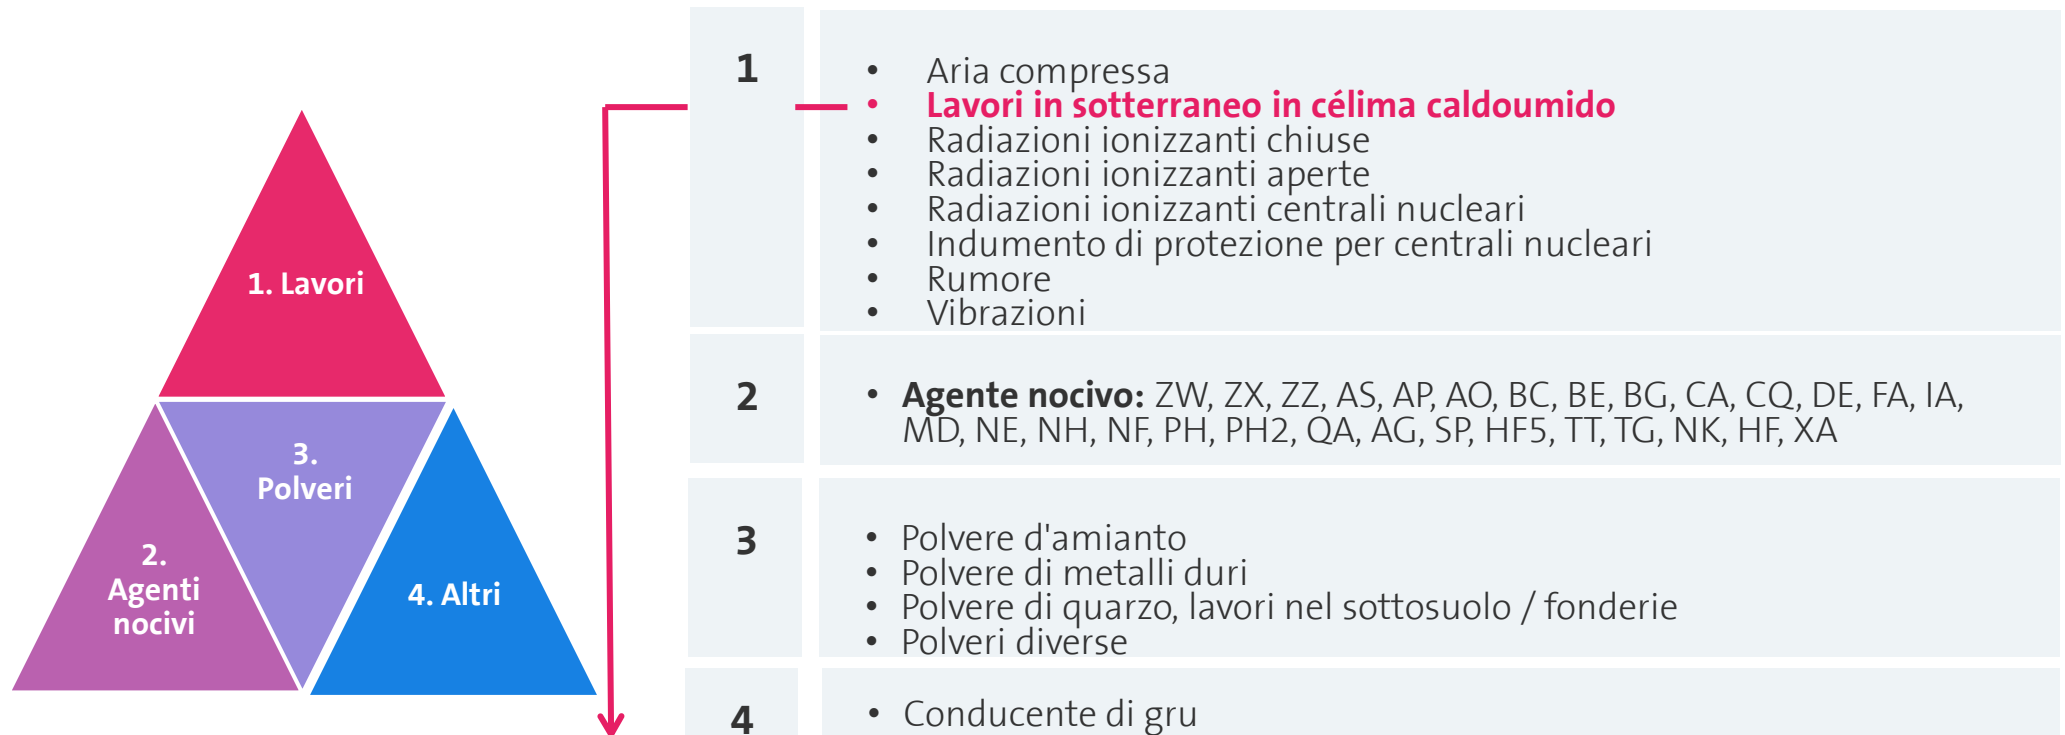 1. Lavori
3.
Polveri
2.
Agenti
nocivi
4. Altri
1
• Aria compressa
• Lavori in sotterraneo in célima caldoumido
• Radiazioni ionizzanti chiuse
• Radiazioni ionizzanti aperte
• Radiazioni ionizzanti centrali nucleari
• Indumento di protezione per centrali nucleari
• Rumore
• Vibrazioni
2
• Agente nocivo: ZW, ZX, ZZ, AS, AP, AO, BC, BE, BG, CA, CQ, DE, FA, IA,
MD, NE, NH, NF, PH, PH2, QA, AG, SP, HF5, TT, TG, NK, HF, XA
3
• Polvere d'amianto
• Polvere di metalli duri
• Polvere di quarzo, lavori nel sottosuolo / fonderie
• Polveri diverse
4
• Conducente di gru